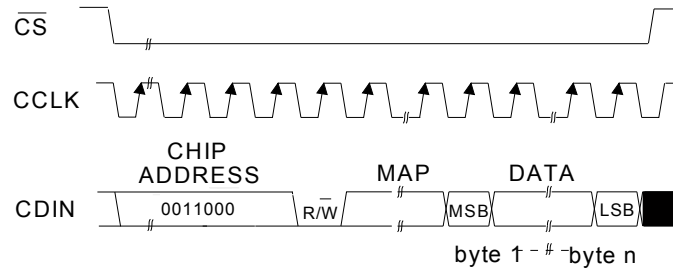 CS
CCLK
CHIP
ADDRESS
MAP
DATA
CDIN
0011000
R/W
MSB
LSB
byte 1
byte n